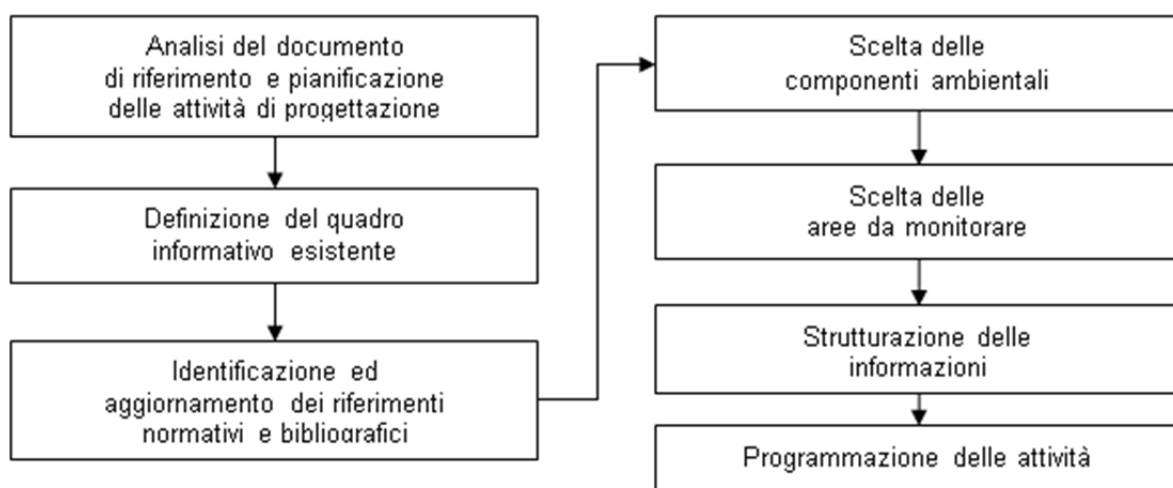 Analisi del documento
di riferimento e pianificazione
delle attività di progettazione
Definizione del quadro
informativo esistente
Identificazione ed
aggiornamento dei riferimenti
normativi e bibliografici
Scelta delle
componenti ambientali
Scelta delle
aree da monitorare
Strutturazione delle
informazioni
Programmazione delle attività